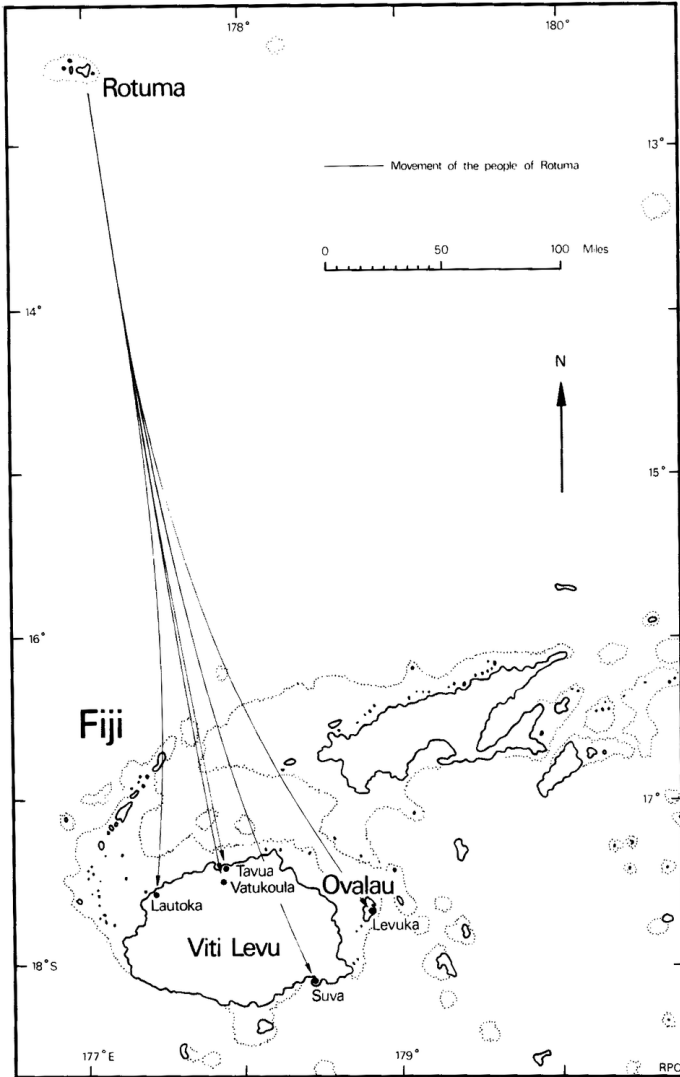 178°
180°
Rotuma
13°
Movement of the people of Rotuma
0 50 100 Miles
14°
N
15°
16°
Fiji
17°
Tavua
Vatukoula
Ovalau
Lautoka
Levuka
Viti Levu
18°S
Suva
177°E
179°
RPC